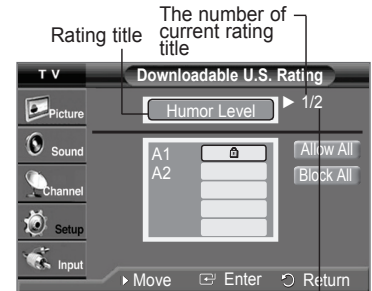 The number of
current rating
title
Rating title
T V
Downloadable U.S. Rating
Picture
Humor Level
▶ 1/2
Sound
A1
Allow All
A2
Block All
Channel
Setup
Input
Move Enter Return